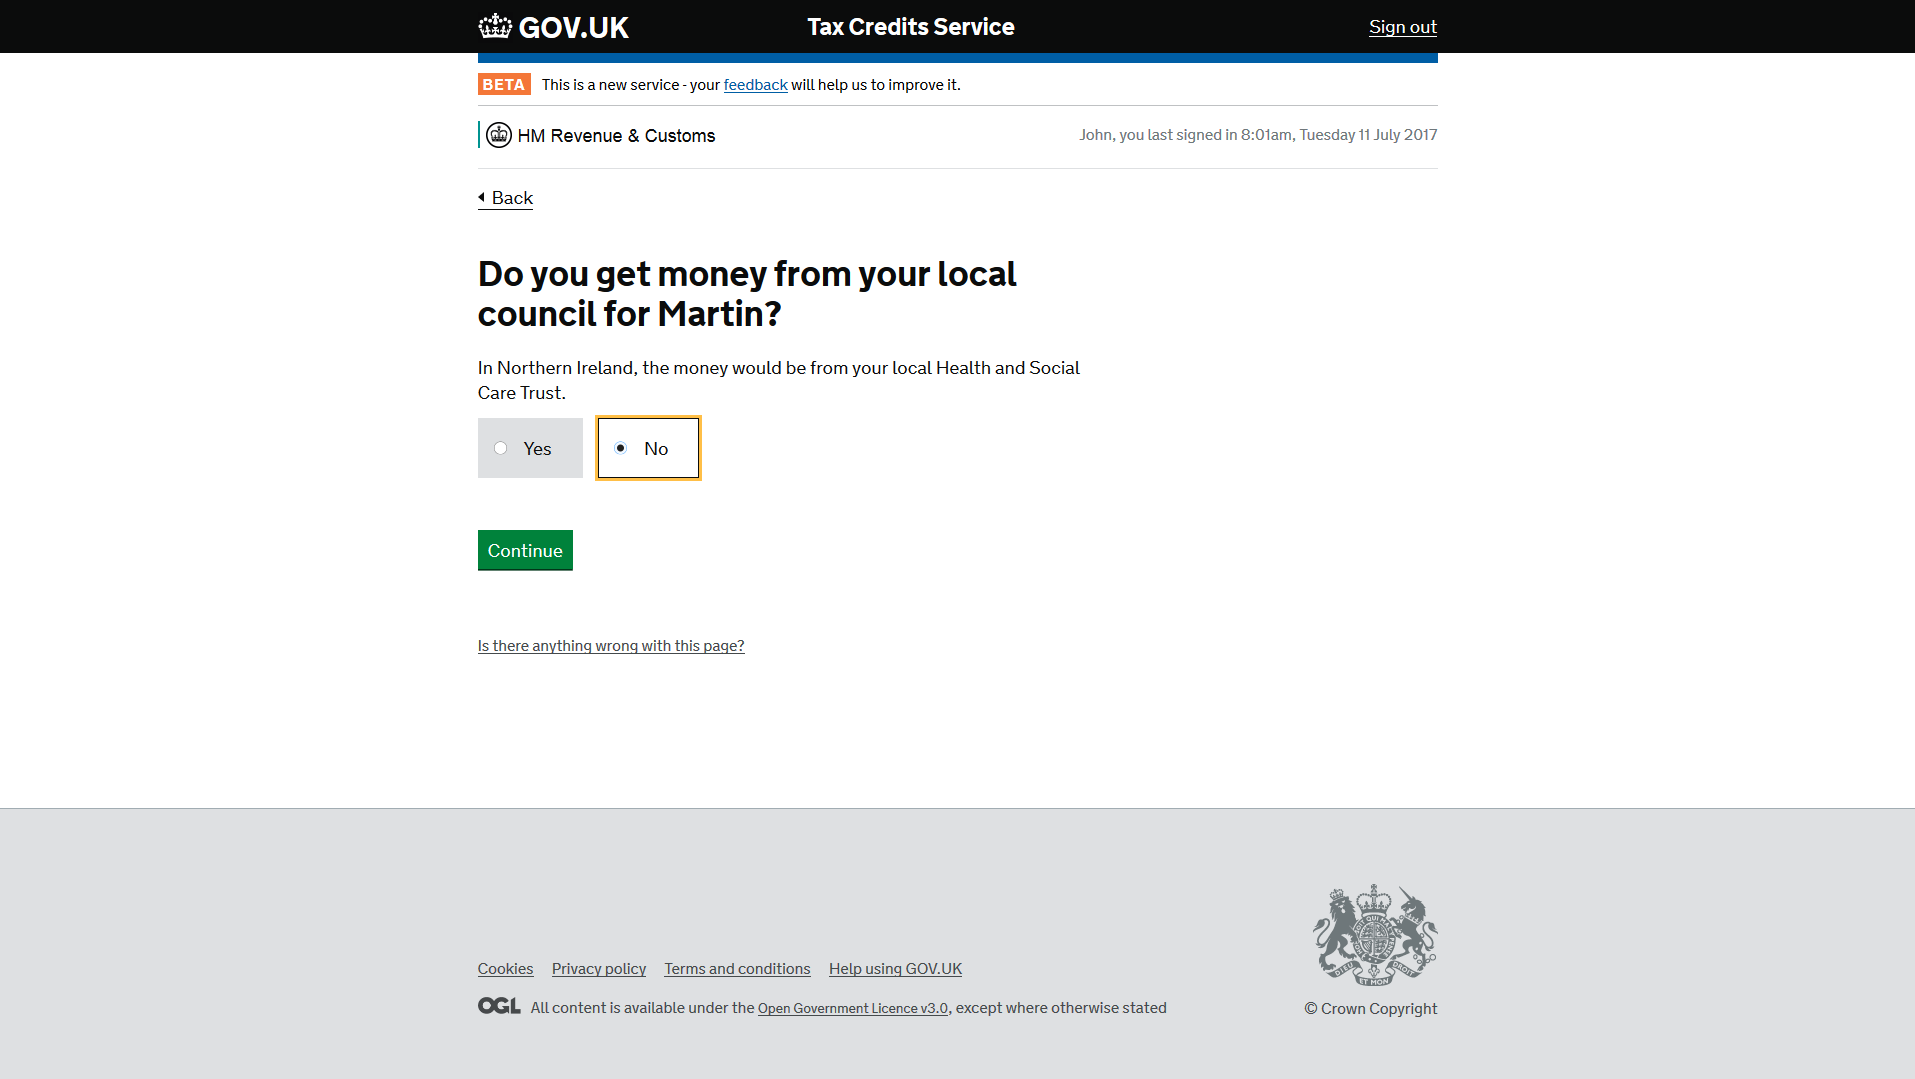 GOV.UK
Tax Credits Service
Sign out
BETA
This is a new service - your feedback will help us to improve it.
HM Revenue & Customs
John, you last signed in 8:01am, Tuesday 11 July 2017
Back
Do you get money from your local
council for Martin?
In Northern Ireland, the money would be from your local Health and Social
Care Trust.
Yes
No
Continue
Is there anything wrong with this page?
Cookies
Privacy policy
Terms and conditions
Help using GOV.UK
OGL
All content is available under the Open Government Licence v3.0, except where otherwise stated
DIEU ET MON DROIT
© Crown Copyright